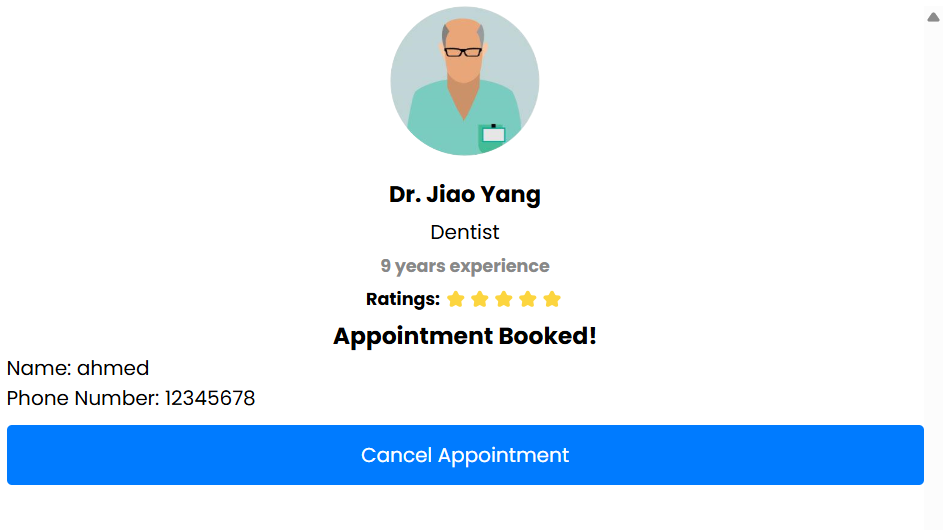 Dr. Jiao Yang
Dentist
9 years experience
Ratings:
Appointment Booked!
Name: ahmed
Phone Number: 12345678
Cancel Appointment